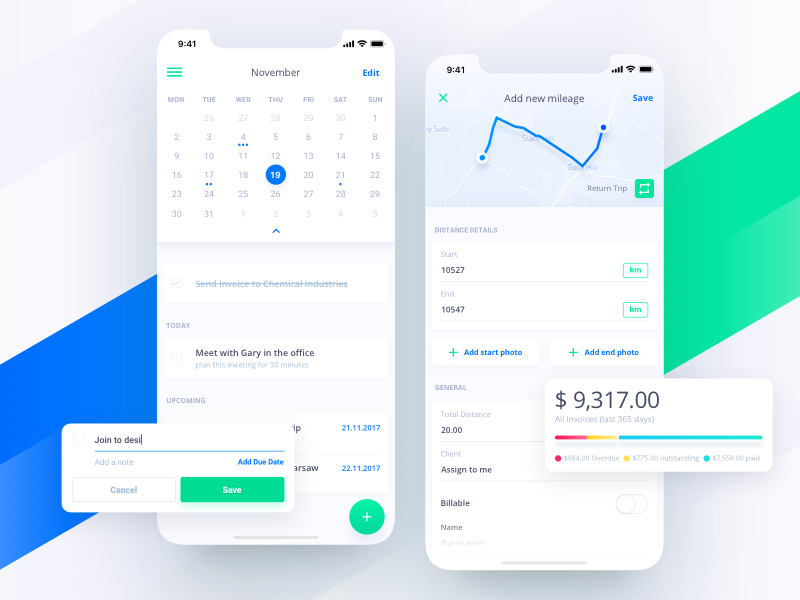 9:41
November
Edit
MON TUE WED THU FRI SAT SUN
26 27 28 29 30 1
2 3 4 5 6 7 8
9 10 11 12 13 14 15
16 17 18 19 20 21 22
23 24 25 26 27 28 29
30 31 1 2 3 4 5
Send Invoice to Chemical Industries
TODAY
Meet with Gary in the office
plan this meeting for 30 minutes
UPCOMING
21.11.2017
22.11.2017
Join to desi
Add a note
Add Due Date
Cancel
Save
+
9:41
Add new mileage
Save
Side
Hill
Return Trip
DISTANCE DETAILS
Start
10527
km
End
10547
km
Add start photo
Add end photo
GENERAL
Total Distance
20.00
Client
Assign to me
Billable
Name
Tap to enter
$ 9,317.00
All Invoices (last 365 days)
$984.00 Overdue
$775.00 outstanding
$7,558.00 paid